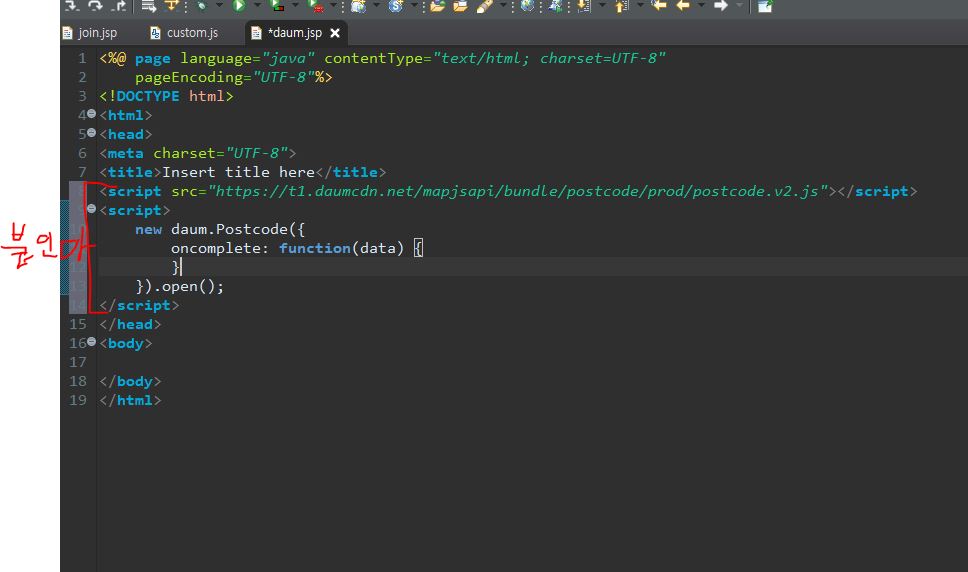 join.jsp custom.js *daum.jsp
1 <%@ page language="java" contentType="text/html; charset=UTF-8"
2 pageEncoding="UTF-8"%>
3 <!DOCTYPE html>
4 <html>
5 <head>
6 <meta charset="UTF-8">
7 <title>Insert title here</title>
8 <script src="https://t1.daumcdn.net/mapjsapi/bundle/postcode/prod/postcode.v2.js"></script>
9 <script>
10 new daum.Postcode({
붙인거 11 oncomplete: function(data) {
12 }
13 }).open();
14 </script>
15 </head>
16 <body>
17
18 </body>
19 </html>